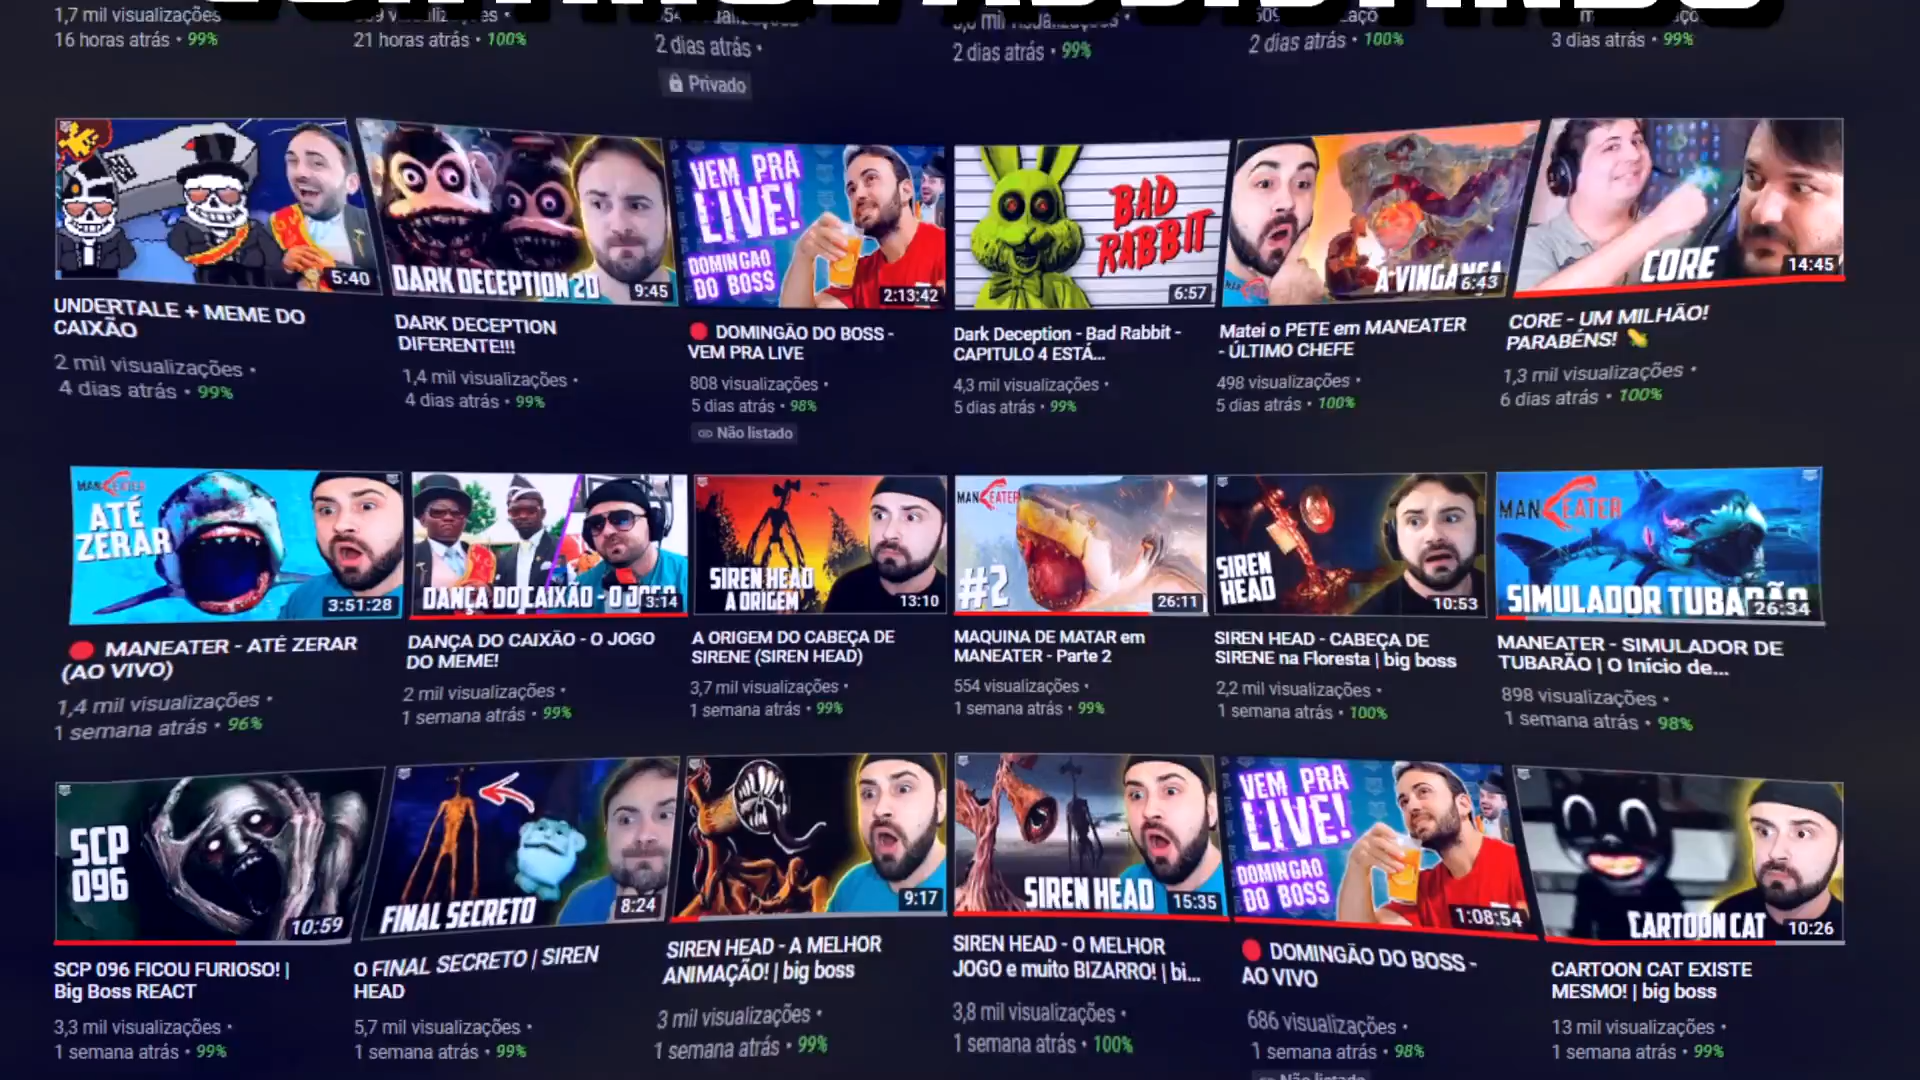 CONTINUE ASSISTINDO
1,7 mil visualizações
16 horas atrás • 99%
21 horas atrás • 100%
2 dias atrás •
Privado
2 dias atrás • 99%
2 dias atrás • 100%
3 dias atrás • 99%
5:40
UNDERTALE + MEME DO
CAIXÃO
2 mil visualizações •
4 dias atrás • 99%
DARK DECEPTION 2D
9:45
DARK DECEPTION
DIFERENTE!!!
1,4 mil visualizações •
4 dias atrás • 99%
VEM PRA
LIVE!
DOMINGAO
DO BOSS
2:13:42
DOMINGÃO DO BOSS -
VEM PRA LIVE
808 visualizações •
5 dias atrás • 98%
Não listado
BAD
RABBIT
6:57
Dark Deception - Bad Rabbit -
CAPITULO 4 ESTÁ...
4,3 mil visualizações •
5 dias atrás • 99%
A VINGANÇA
6:43
Matei o PETE em MANEATER
- ÚLTIMO CHEFE
498 visualizações •
5 dias atrás • 100%
CORE
14:45
CORE - UM MILHÃO!
PARABÉNS! 🌽
1,3 mil visualizações •
6 dias atrás • 100%
MANEATER
ATÉ
ZERAR
3:51:28
MANEATER - ATÉ ZERAR
(AO VIVO)
1,4 mil visualizações •
1 semana atrás • 96%
DANÇA DO CAIXÃO - O JOGO
3:14
DANÇA DO CAIXÃO - O JOGO
DO MEME!
2 mil visualizações •
1 semana atrás • 99%
SIREN HEAD
A ORIGEM
13:10
A ORIGEM DO CABEÇA DE
SIRENE (SIREN HEAD)
3,7 mil visualizações •
1 semana atrás • 99%
MANEATER
#2
26:11
MAQUINA DE MATAR em
MANEATER - Parte 2
554 visualizações •
1 semana atrás • 99%
SIREN
HEAD
10:53
SIREN HEAD - CABEÇA DE
SIRENE na Floresta | big boss
2,2 mil visualizações •
1 semana atrás • 100%
MANEATER
SIMULADOR TUBARÃO
26:34
MANEATER - SIMULADOR DE
TUBARÃO | O Início de...
898 visualizações •
1 semana atrás • 98%
SCP
096
10:59
SCP 096 FICOU FURIOSO! |
Big Boss REACT
3,3 mil visualizações •
1 semana atrás • 99%
FINAL SECRETO
8:24
O FINAL SECRETO | SIREN
HEAD
5,7 mil visualizações •
1 semana atrás • 99%
9:17
SIREN HEAD - A MELHOR
ANIMAÇÃO! | big boss
3 mil visualizações •
1 semana atrás • 99%
SIREN HEAD
15:35
SIREN HEAD - O MELHOR
JOGO e muito BIZARRO! | bi...
3,8 mil visualizações •
1 semana atrás • 100%
VEM PRA
LIVE!
DOMINGAO
DO BOSS
1:08:54
DOMINGÃO DO BOSS -
AO VIVO
686 visualizações •
1 semana atrás • 98%
Não listado
CARTOON CAT
10:26
CARTOON CAT EXISTE
MESMO! | big boss
13 mil visualizações •
1 semana atrás • 99%